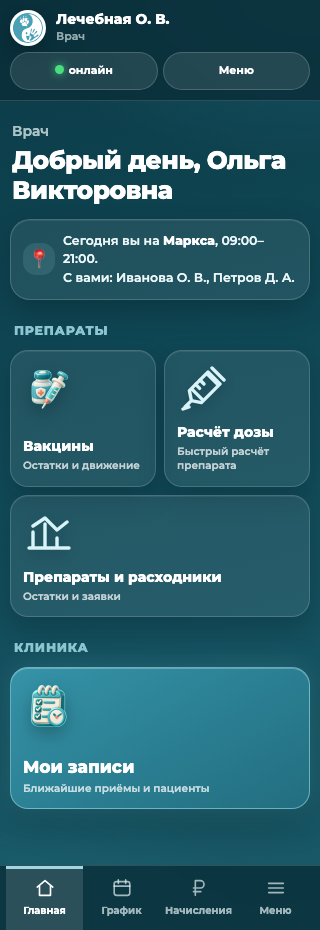 Лечебная О. В.
Врач
онлайн
Меню
Врач
Добрый день, Ольга
Викторовна
Сегодня вы на Маркса, 09:00–
21:00.
С вами: Иванова О. В., Петров Д. А.
ПРЕПАРАТЫ
Вакцины
Остатки и движение
Расчёт дозы
Быстрый расчёт
препарата
Препараты и расходники
Остатки и заявки
КЛИНИКА
Мои записи
Ближайшие приёмы и пациенты
Главная
График
Начисления
Меню